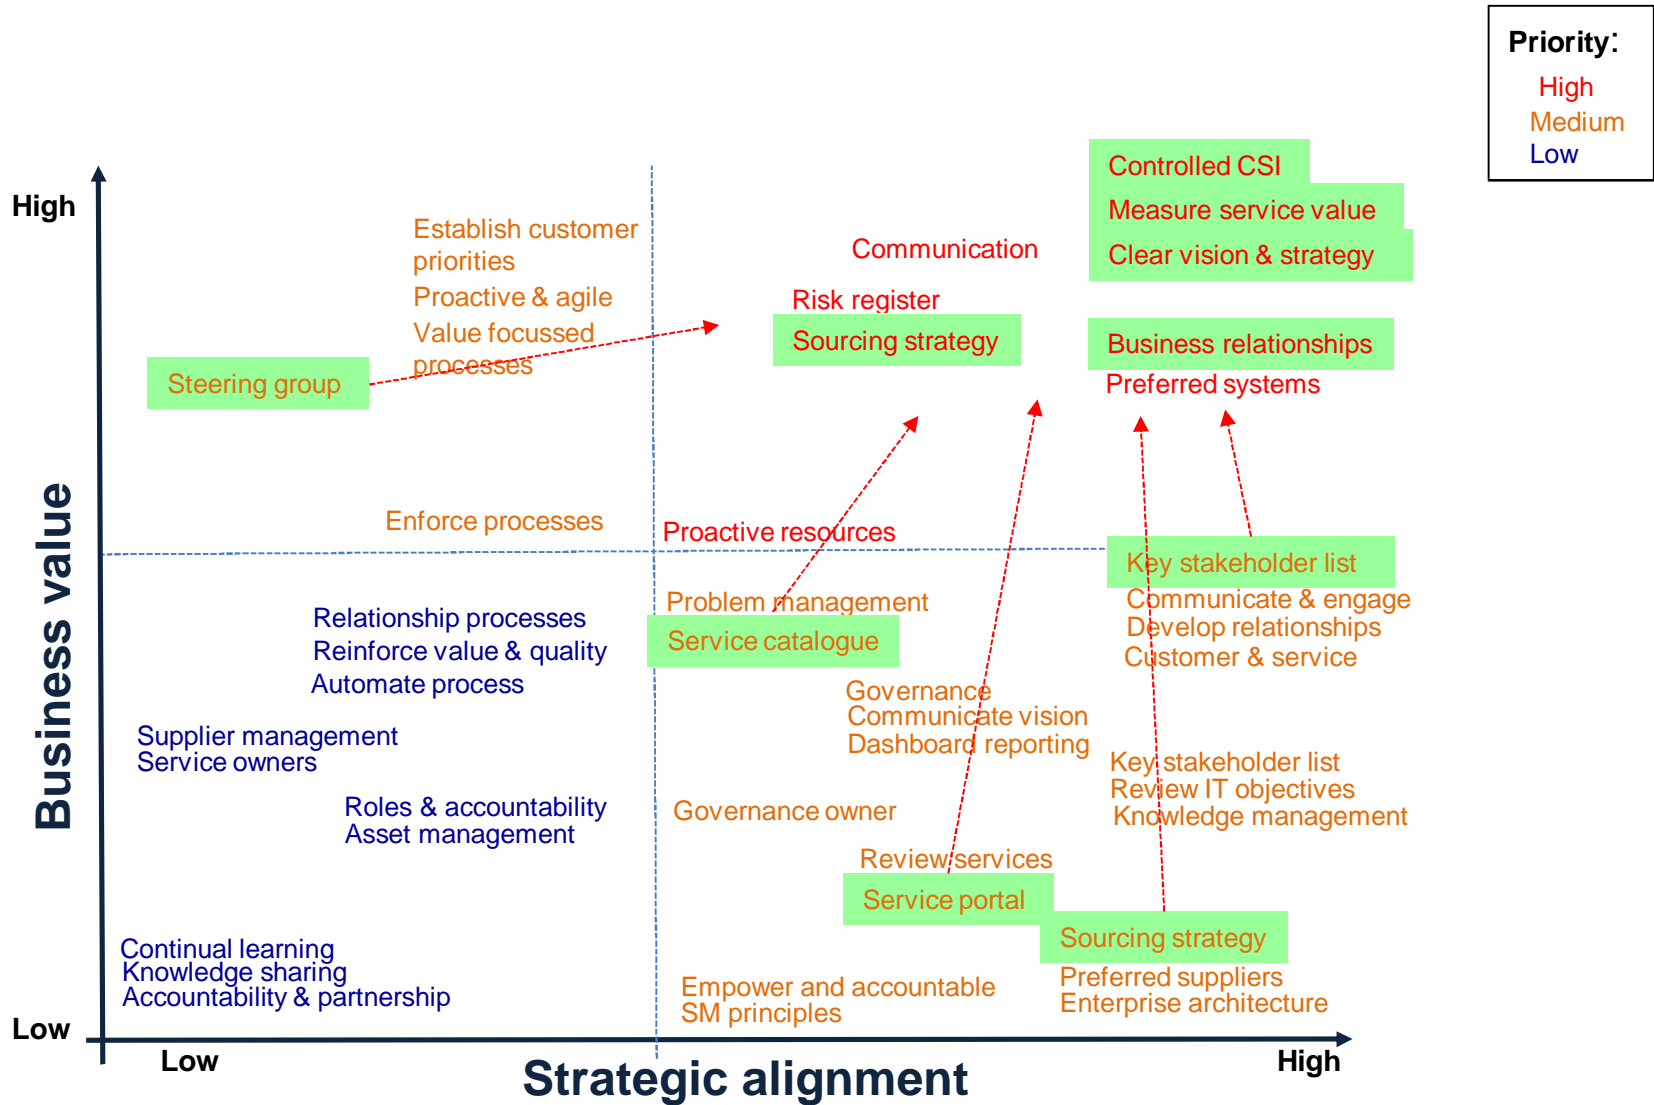 Priority:
High
Medium
Low
High
Business value
Low
Establish customer
priorities
Proactive & agile
Value focussed
processes
Steering group
Enforce processes
Communication
Risk register
Sourcing strategy
Controlled CSI
Measure service value
Clear vision & strategy
Business relationships
Preferred systems
Proactive resources
Relationship processes
Reinforce value & quality
Automate process
Supplier management
Service owners
Roles & accountability
Asset management
Continual learning
Knowledge sharing
Accountability & partnership
Problem management
Service catalogue
Governance
Communicate vision
Dashboard reporting
Governance owner
Review services
Service portal
Empower and accountable
SM principles
Key stakeholder list
Communicate & engage
Develop relationships
Customer & service
Key stakeholder list
Review IT objectives
Knowledge management
Sourcing strategy
Preferred suppliers
Enterprise architecture
Low
Strategic alignment
High